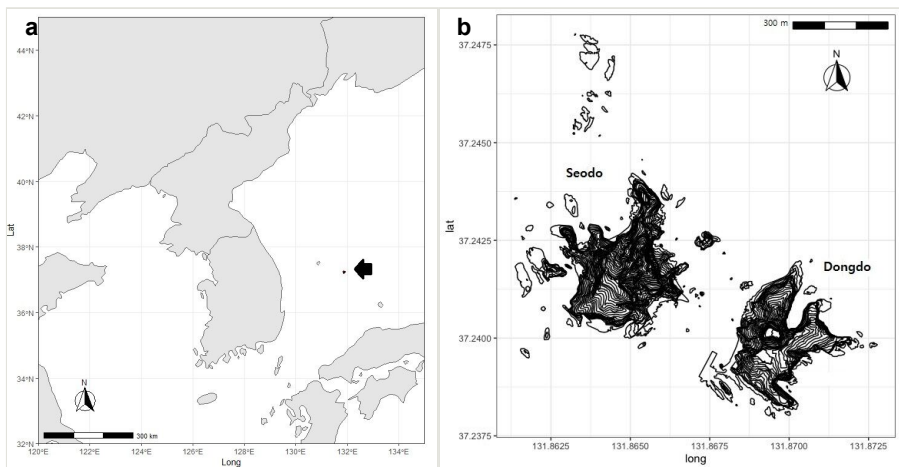 a
44°N
42°N
40°N
38°N
36°N
34°N
32°N
Lat
N
300 km
120°E
122°E
124°E
126°E
128°E
130°E
132°E
134°E
Long
b
300 m
N
37.2475
37.2450
37.2425
37.2400
37.2375
lat
Seodo
Dongdo
131.8625
131.8650
131.8675
131.8700
131.8725
long